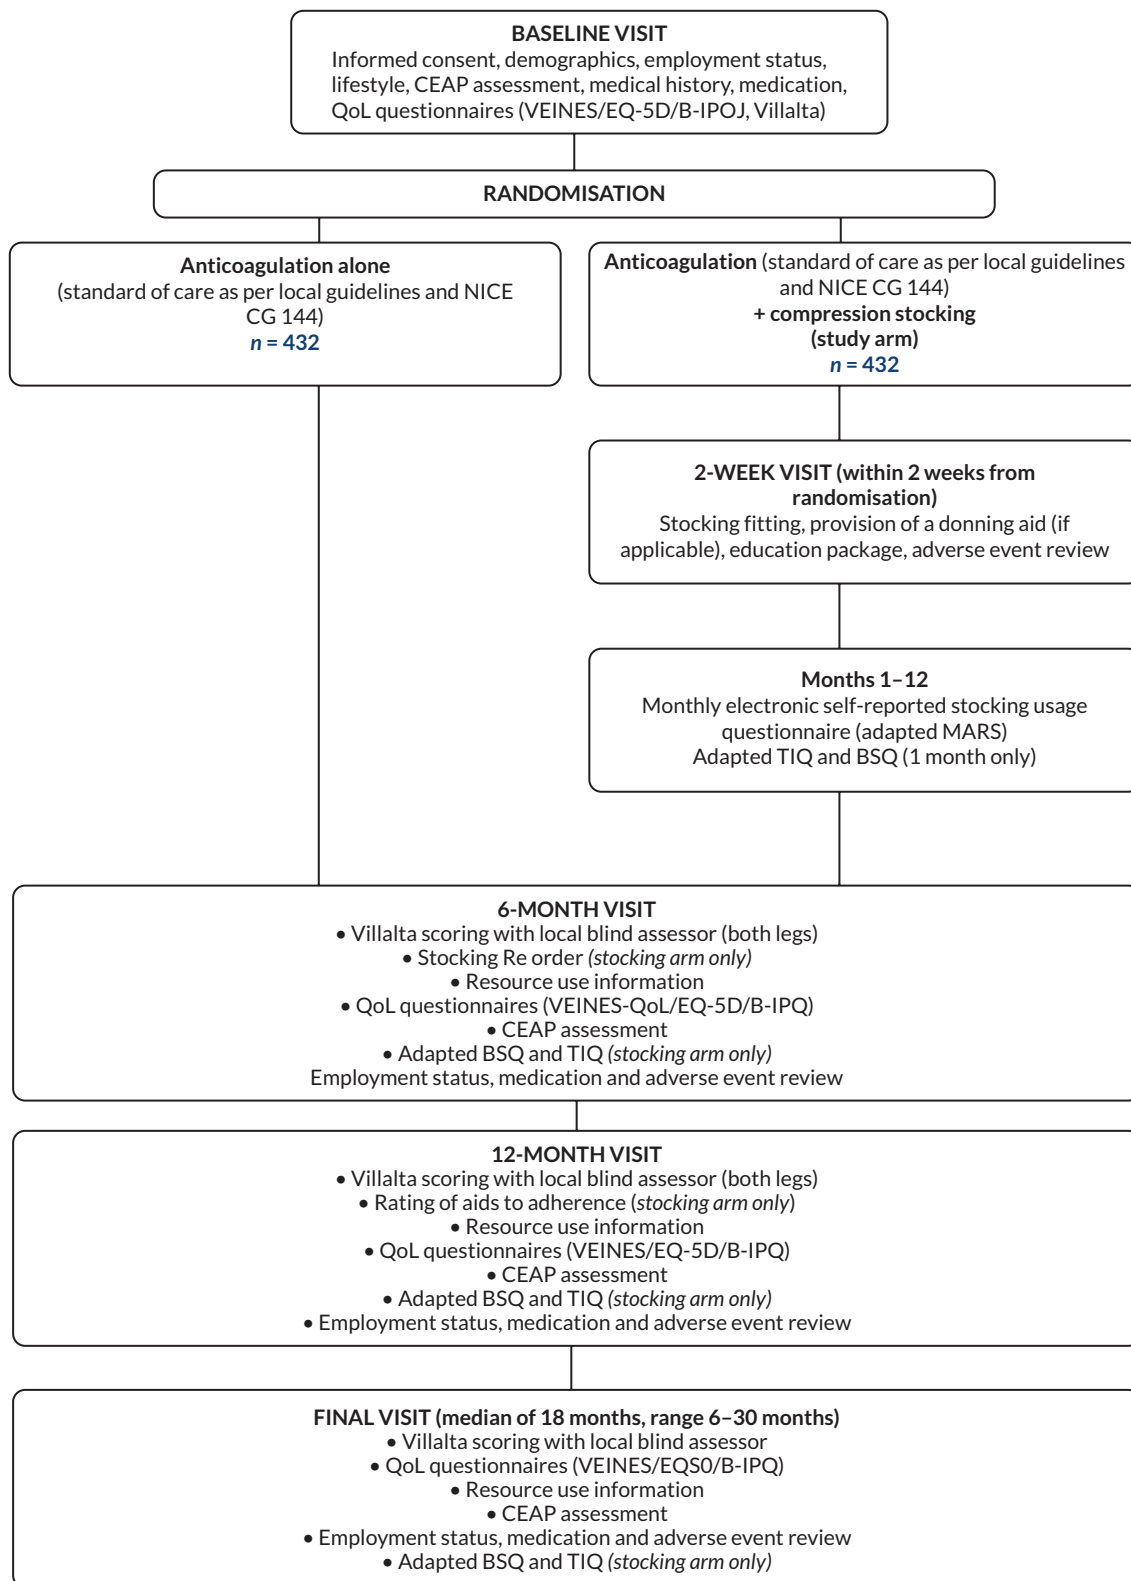 BASELINE VISIT
Informed consent, demographics, employment status,
lifestyle, CEAP assessment, medical history, medication,
QoL questionnaires (VEINES/EQ-5D/B-IPOJ, Villalta)
RANDOMISATION
Anticoagulation alone
(standard of care as per local guidelines and NICE
CG 144)
n = 432
Anticoagulation (standard of care as per local guidelines
and NICE CG 144)
+ compression stocking
(study arm)
n = 432
2-WEEK VISIT (within 2 weeks from
randomisation)
Stocking fitting, provision of a donning aid (if
applicable), education package, adverse event review
Months 1–12
Monthly electronic self-reported stocking usage
questionnaire (adapted MARS)
Adapted TIQ and BSQ (1 month only)
6-MONTH VISIT
• Villalta scoring with local blind assessor (both legs)
• Stocking Re order (stocking arm only)
• Resource use information
• QoL questionnaires (VEINES-QoL/EQ-5D/B-IPQ)
• CEAP assessment
• Adapted BSQ and TIQ (stocking arm only)
Employment status, medication and adverse event review
12-MONTH VISIT
• Villalta scoring with local blind assessor (both legs)
• Rating of aids to adherence (stocking arm only)
• Resource use information
• QoL questionnaires (VEINES/EQ-5D/B-IPQ)
• CEAP assessment
• Adapted BSQ and TIQ (stocking arm only)
• Employment status, medication and adverse event review
FINAL VISIT (median of 18 months, range 6–30 months)
• Villalta scoring with local blind assessor
• QoL questionnaires (VEINES/EQS0/B-IPQ)
• Resource use information
• CEAP assessment
• Employment status, medication and adverse event review
• Adapted BSQ and TIQ (stocking arm only)